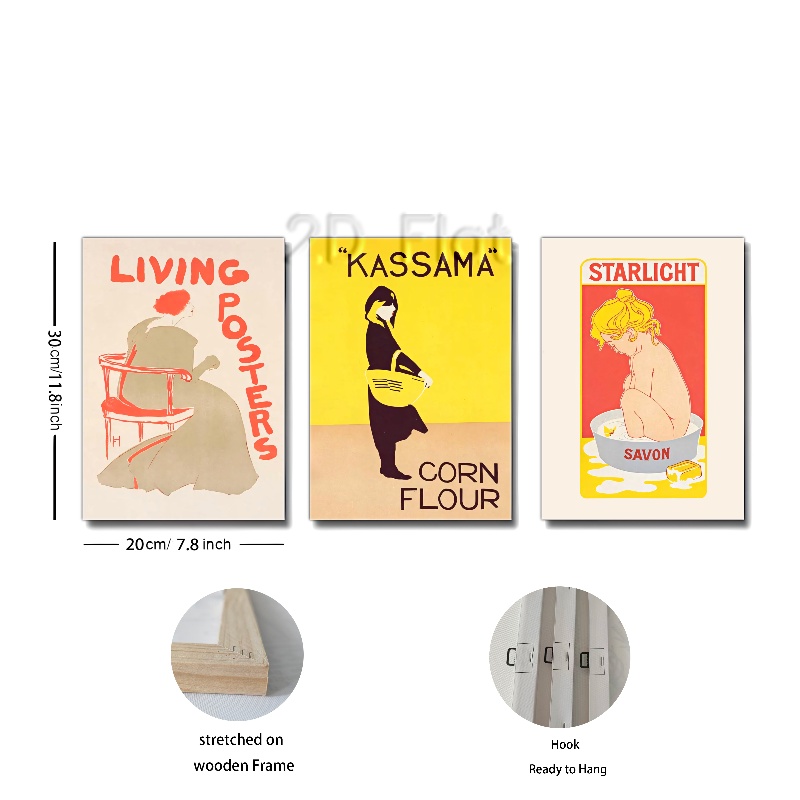 2D Flat
LIVING
POSTERS
H
"KASSAMA"
CORN
FLOUR
STARLIGHT
SAVON
30cm/11.8inch
20cm/ 7.8 inch
stretched on
wooden Frame
Hook
Ready to Hang